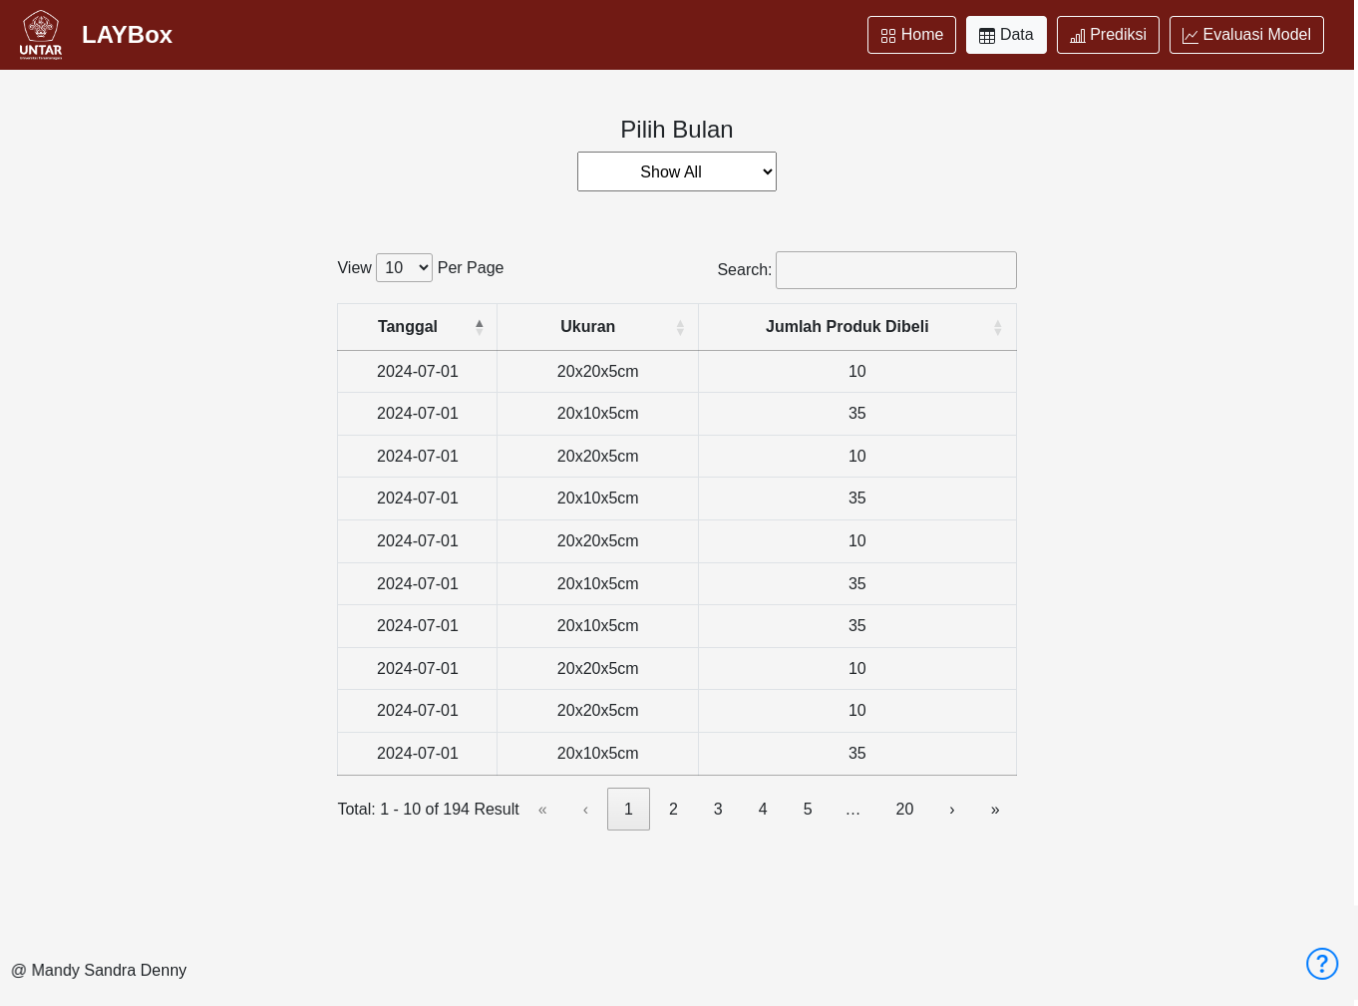 UNTAR
LAYBox
Home
Data
Prediksi
Evaluasi Model
Pilih Bulan
Show All
View 10 Per Page
Search:
Tanggal Ukuran Jumlah Produk Dibeli
2024-07-01 20x20x5cm 10
2024-07-01 20x10x5cm 35
2024-07-01 20x20x5cm 10
2024-07-01 20x10x5cm 35
2024-07-01 20x20x5cm 10
2024-07-01 20x10x5cm 35
2024-07-01 20x10x5cm 35
2024-07-01 20x20x5cm 10
2024-07-01 20x20x5cm 10
2024-07-01 20x10x5cm 35
Total: 1 - 10 of 194 Result « ‹ 1 2 3 4 5 … 20 › »
@ Mandy Sandra Denny
?